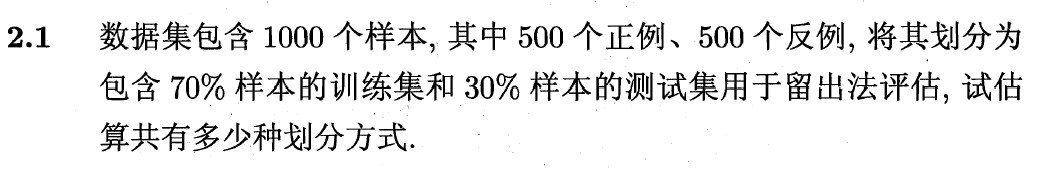 2.1 数据集包含 1000 个样本, 其中 500 个正例、500 个反例, 将其划分为
包含 70% 样本的训练集和 30% 样本的测试集用于留出法评估, 试估
算共有多少种划分方式.